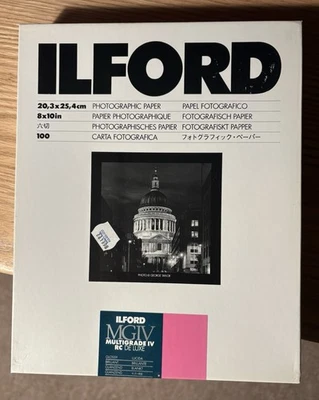 ILFORD
20,3x25,4cm PHOTOGRAPHIC PAPER PAPEL FOTOGRAFICO
8x10in PAPIER PHOTOGRAPHIQUE FOTOGRAFISCH PAPIER
六切 PHOTOGRAPHISCHES PAPIER FOTOGRAFISKT PAPPER
100 CARTA FOTOGRAFICA フォトグラフィック・ペーパー
ILFORD
MGIV
MULTIGRADE IV
RC DE LUXE